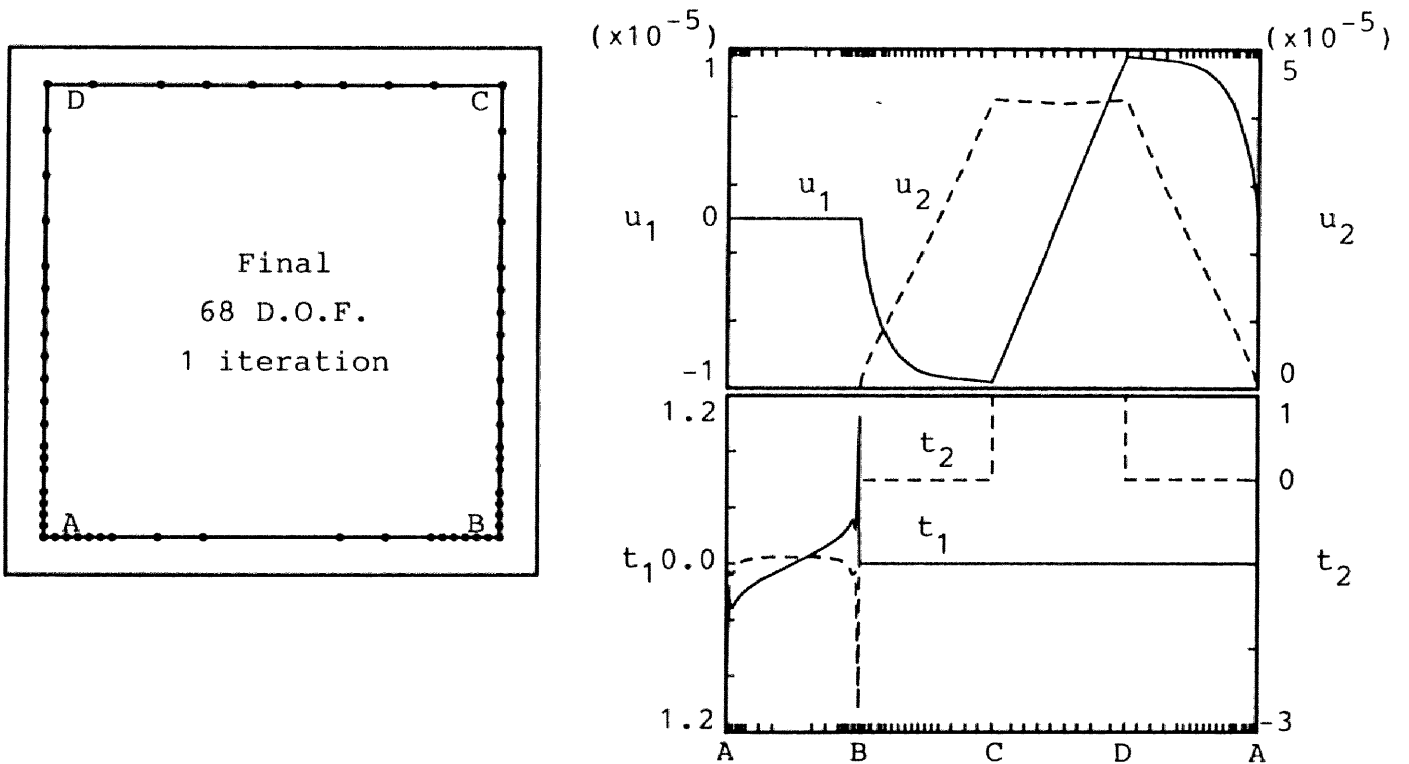 D
C
Final
68 D.O.F.
1 iteration
A
B
(x10⁻⁵)
(x10⁻⁵)
1
5
u₁
u₂
u₁
0
u₂
-1
0
1.2
1
t₂
0
t₁
t₁
0.0
t₂
1.2
-3
A
B
C
D
A